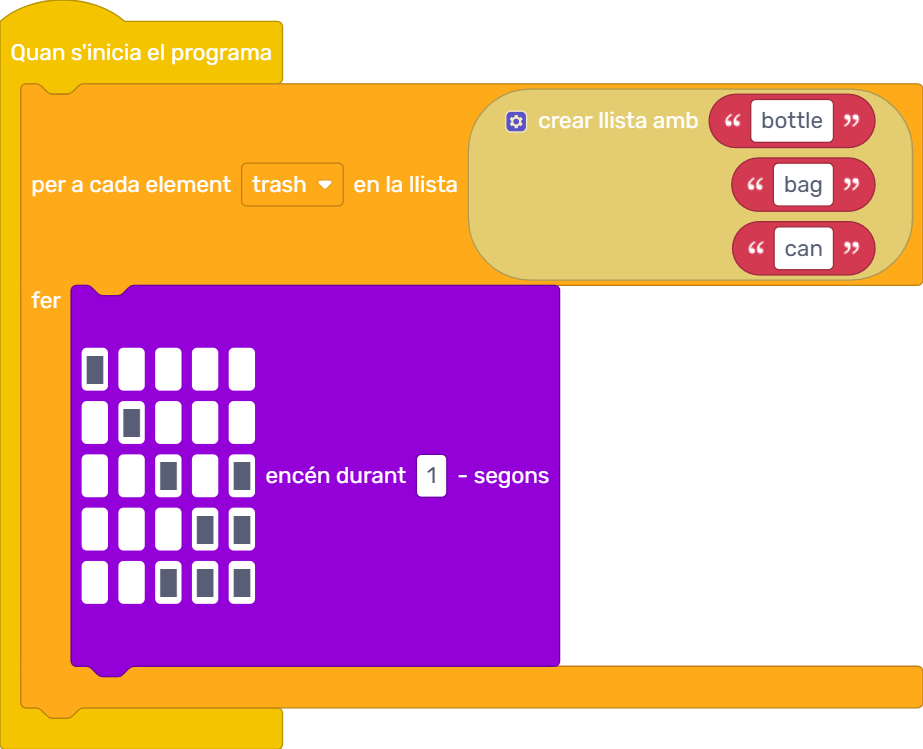 Quan s'inicia el programa
crear llista amb “ bottle ”
per a cada element trash en la llista “ bag ”
“ can ”
fer
encén durant 1 - segons